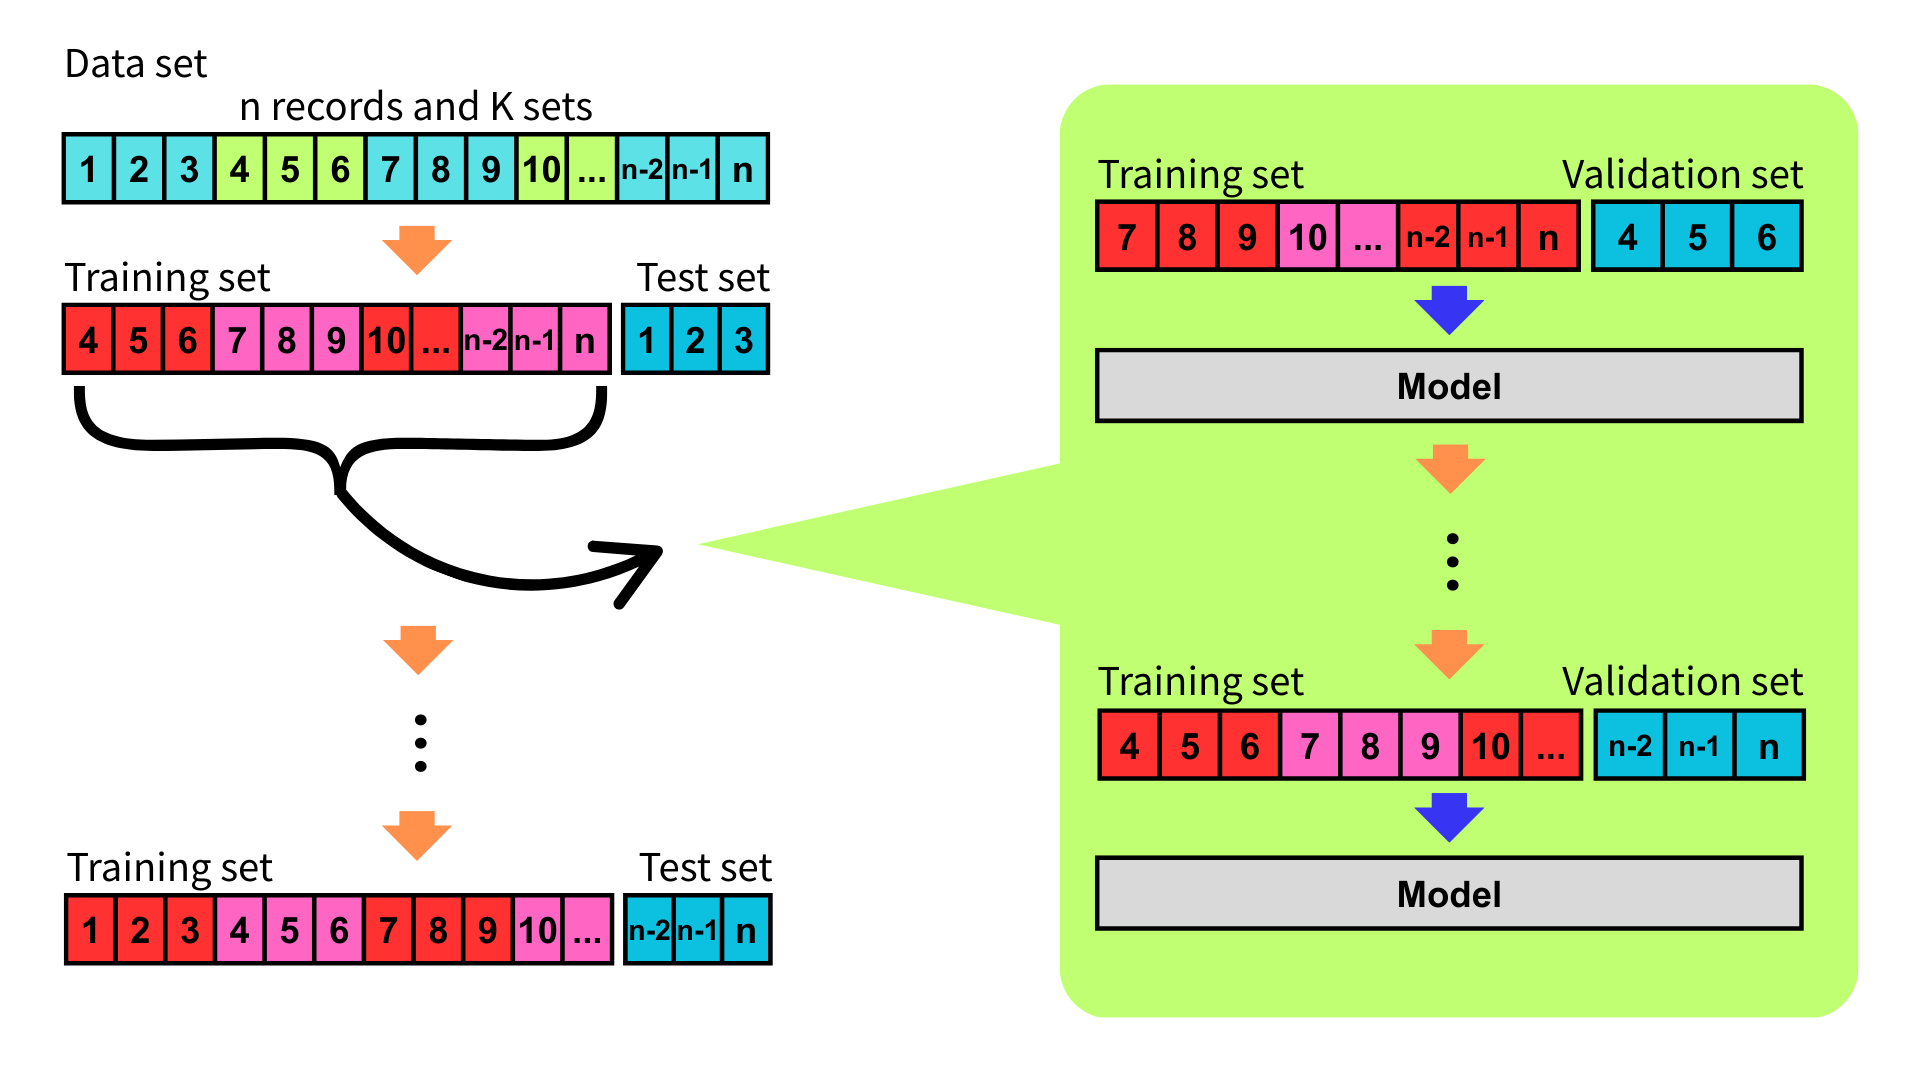 Data set
n records and K sets
1 2 3 4 5 6 7 8 9 10 ... n-2 n-1 n
Training set Test set
4 5 6 7 8 9 10 ... n-2 n-1 n 1 2 3
Training set Test set
1 2 3 4 5 6 7 8 9 10 ... n-2 n-1 n
Training set Validation set
7 8 9 10 ... n-2 n-1 n 4 5 6
Model
Training set Validation set
4 5 6 7 8 9 10 ... n-2 n-1 n
Model